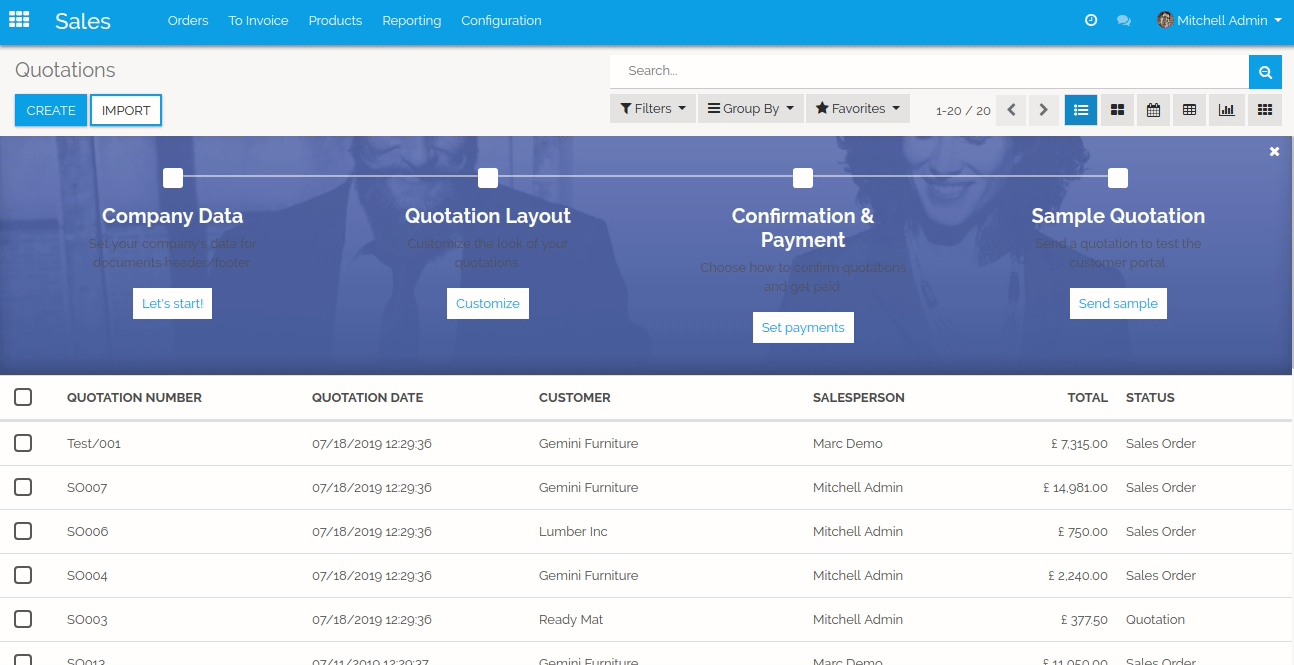 Sales Orders To Invoice Products Reporting Configuration Mitchell Admin
Quotations
Search...
CREATE IMPORT
Filters Group By Favorites 1-20 / 20
Company Data
Set your company's data for
documents header/footer
Let's start!
Quotation Layout
Customize the look of your
quotations
Customize
Confirmation &
Payment
Choose how to confirm quotations
and get paid.
Set payments
Sample Quotation
Send a quotation to test the
customer portal.
Send sample
QUOTATION NUMBER QUOTATION DATE CUSTOMER SALESPERSON TOTAL STATUS
Test/001 07/18/2019 12:29:36 Gemini Furniture Marc Demo £ 7,315.00 Sales Order
SO007 07/18/2019 12:29:36 Gemini Furniture Mitchell Admin £ 14,981.00 Sales Order
SO006 07/18/2019 12:29:36 Lumber Inc Mitchell Admin £ 750.00 Sales Order
SO004 07/18/2019 12:29:36 Gemini Furniture Mitchell Admin £ 2,240.00 Sales Order
SO003 07/18/2019 12:29:36 Ready Mat Mitchell Admin £ 377.50 Quotation
SO013 07/11/2019 12:29:37 Gemini Furniture Marc Demo £ 11,050.00 Sales Order